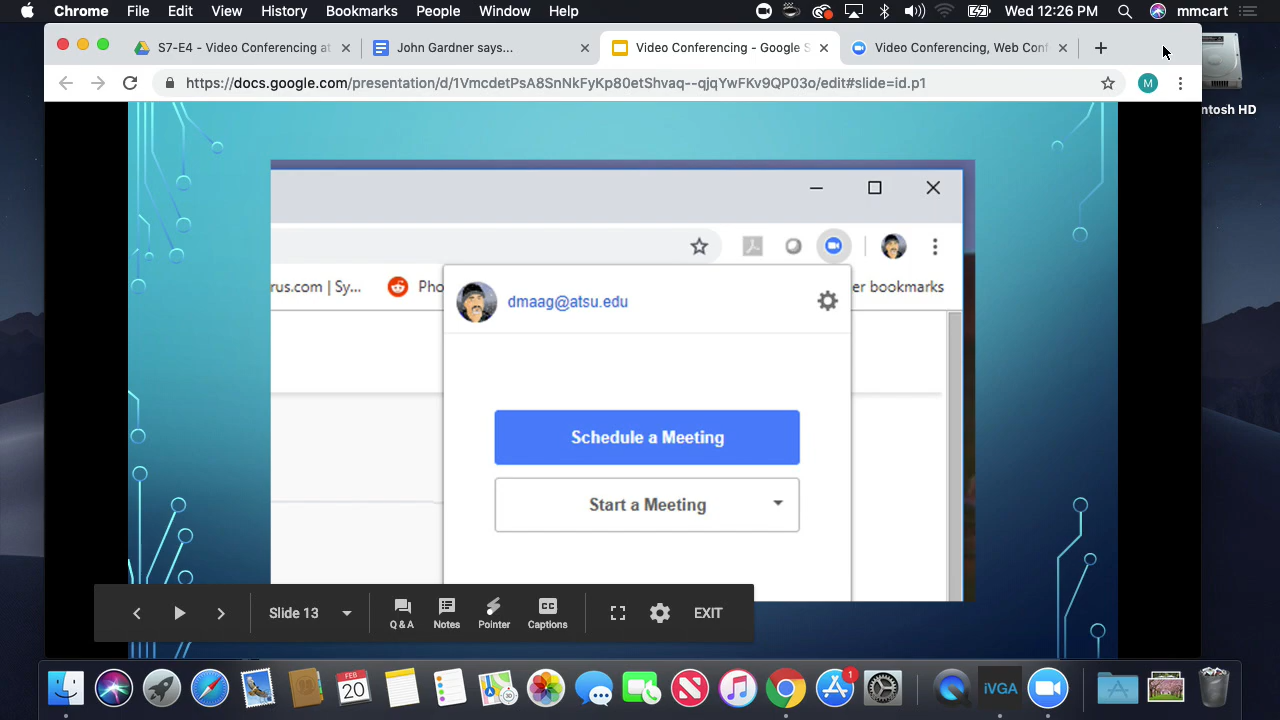 Chrome File Edit View History Bookmarks People Window Help Wed 12:26 PM mmcart
S7-E4 - Video Conferencing at
John Gardner says...
Video Conferencing - Google S
Video Conferencing, Web Conf
https://docs.google.com/presentation/d/1VmcdetPsA8SnNkFyKp80etShvaq--qjqYwFKv9QP03o/edit#slide=id.p1
M
ntosh HD
rus.com | Sy...
Pho
er bookmarks
dmaag@atsu.edu
Schedule a Meeting
Start a Meeting
Slide 13
Q & A
Notes
Pointer
CC
Captions
EXIT
FEB
20
1
iVGA